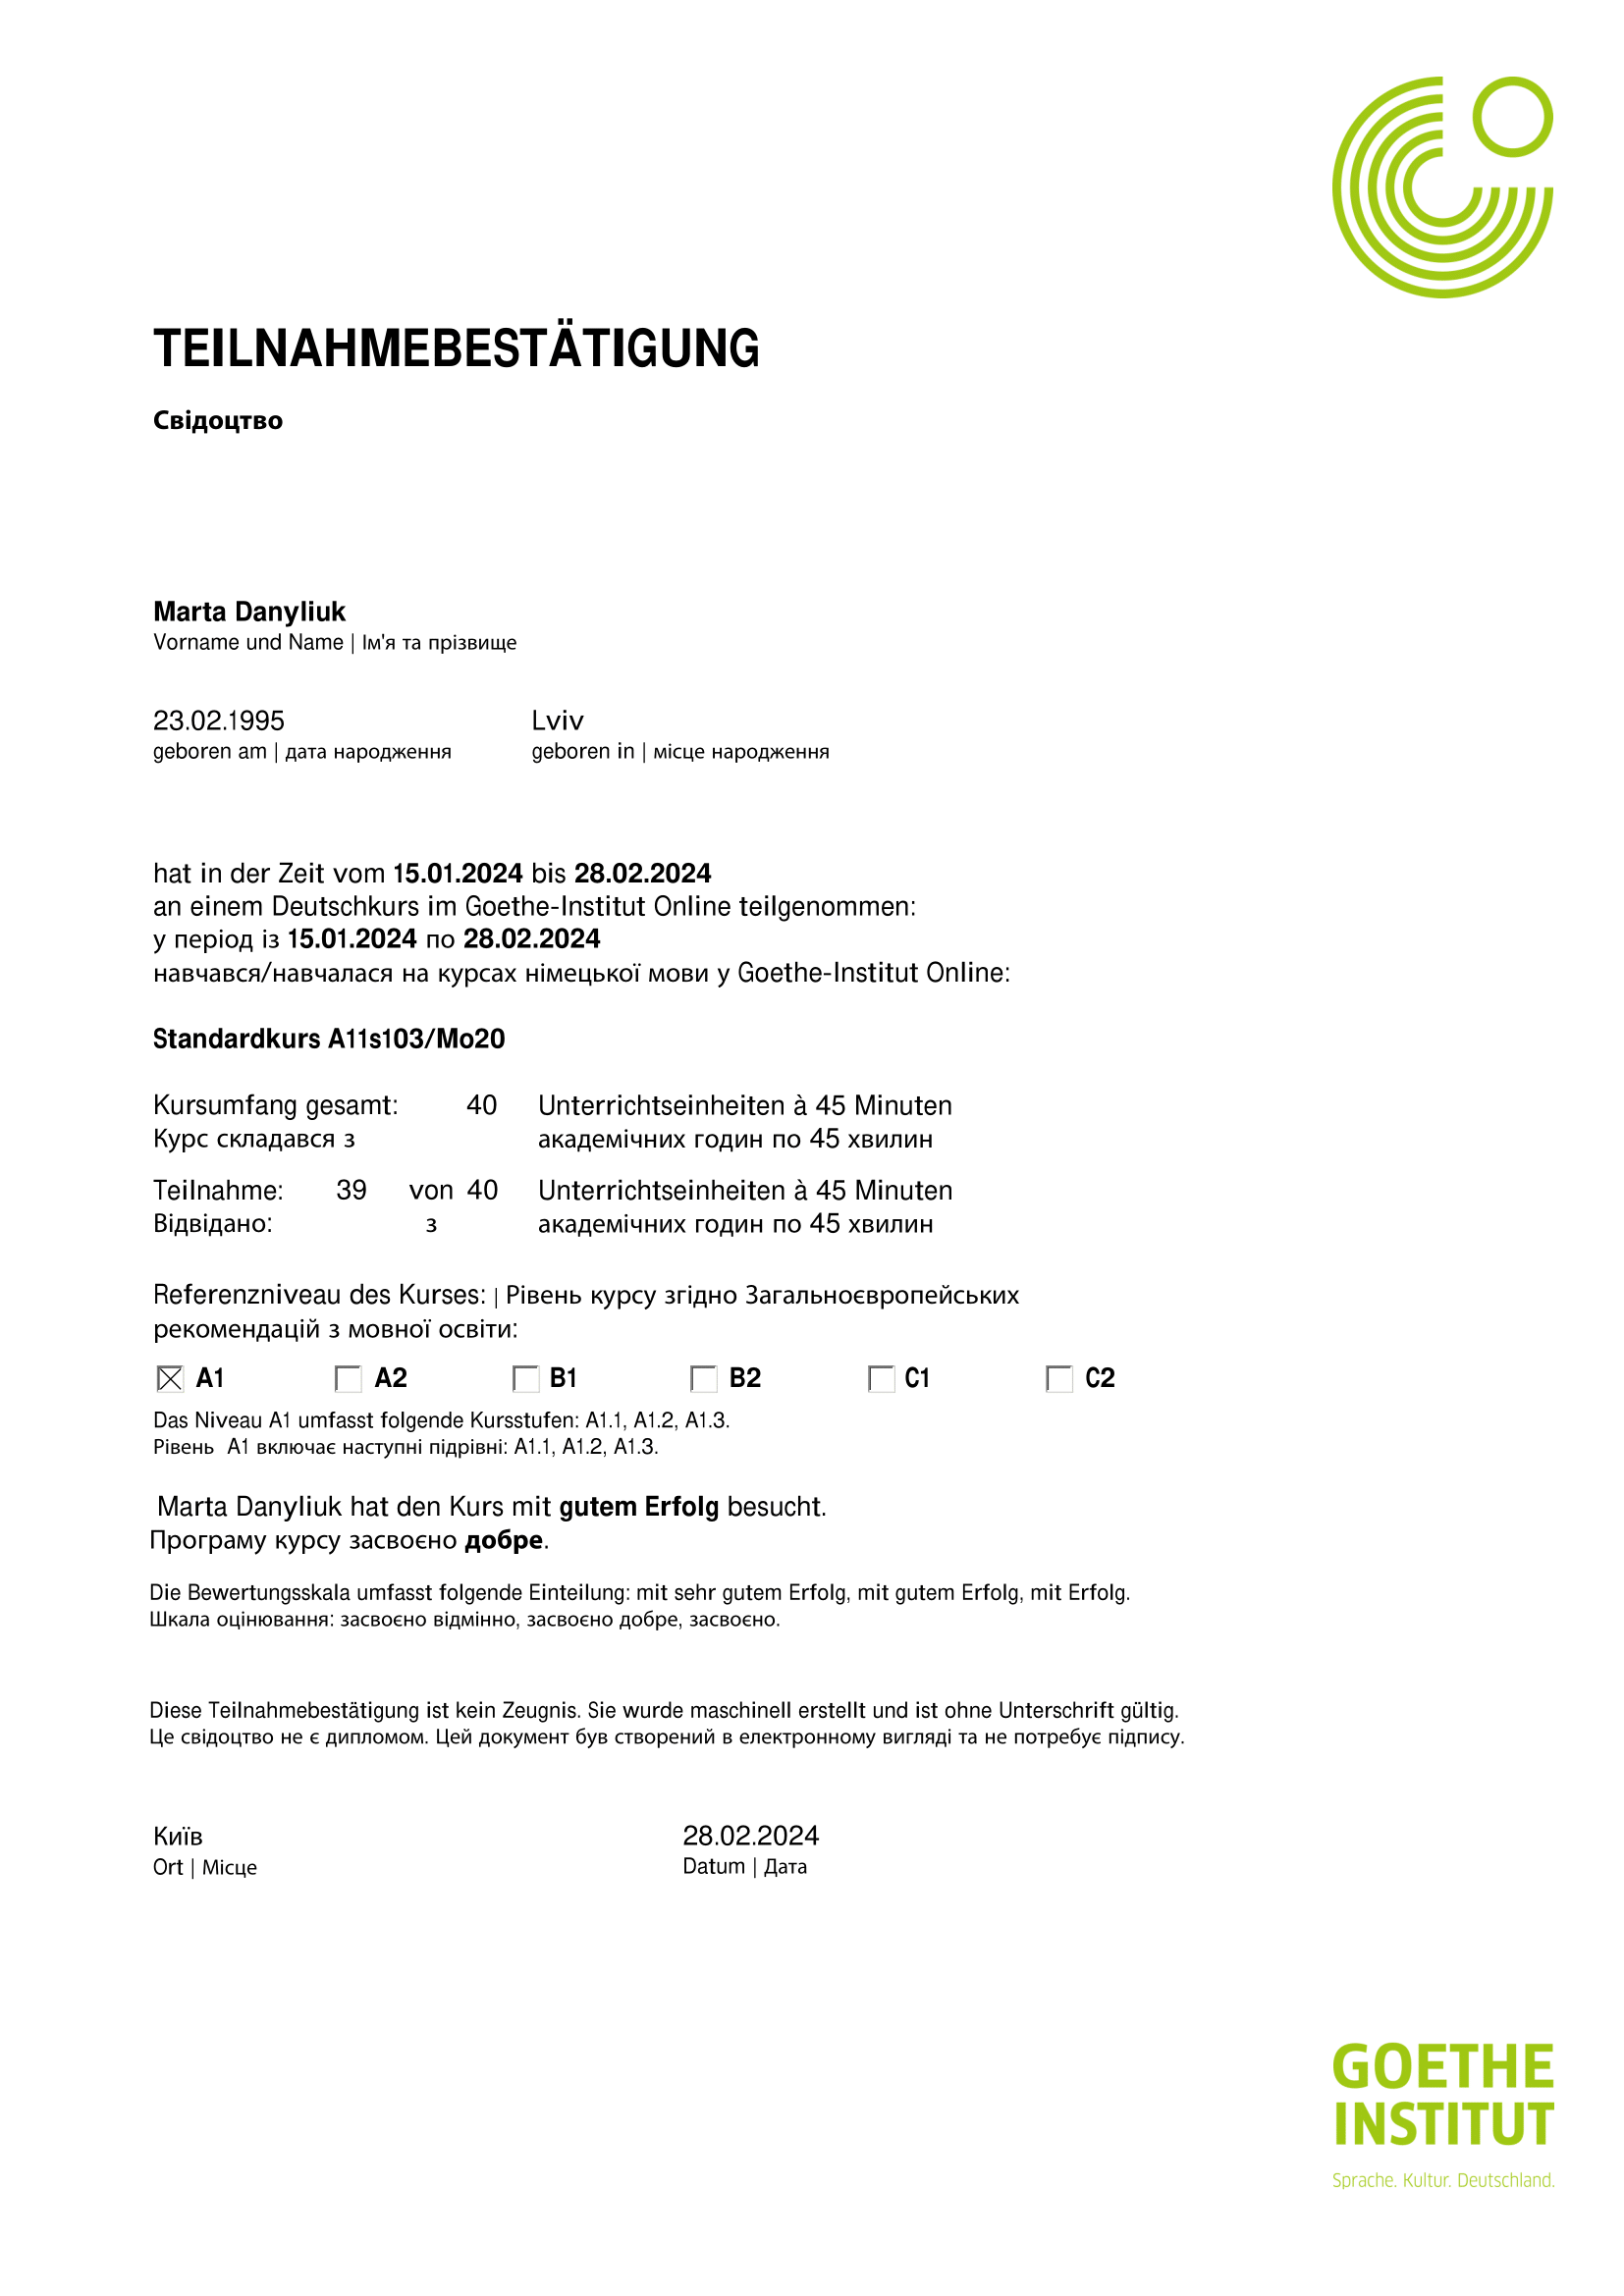 TEILNAHMEBESTÄTIGUNG
Свідоцтво
Marta Danyliuk
Vorname und Name | Ім'я та прізвище
23.02.1995 Lviv
geboren am | дата народження geboren in | місце народження
hat in der Zeit vom 15.01.2024 bis 28.02.2024
an einem Deutschkurs im Goethe-Institut Online teilgenommen:
у період із 15.01.2024 по 28.02.2024
навчався/навчалася на курсах німецької мови у Goethe-Institut Online:
Standardkurs A11s103/Mo20
Kursumfang gesamt: 40 Unterrichtseinheiten à 45 Minuten
Курс складався з академічних годин по 45 хвилин
Teilnahme: 39 von 40 Unterrichtseinheiten à 45 Minuten
Відвідано: з академічних годин по 45 хвилин
Referenzniveau des Kurses: | Рівень курсу згідно Загальноєвропейських
рекомендацій з мовної освіти:
A1 A2 B1 B2 C1 C2
Das Niveau A1 umfasst folgende Kursstufen: A1.1, A1.2, A1.3.
Рівень A1 включає наступні підрівні: A1.1, A1.2, A1.3.
Marta Danyliuk hat den Kurs mit gutem Erfolg besucht.
Програму курсу засвоєно добре.
Die Bewertungsskala umfasst folgende Einteilung: mit sehr gutem Erfolg, mit gutem Erfolg, mit Erfolg.
Шкала оцінювання: засвоєно відмінно, засвоєно добре, засвоєно.
Diese Teilnahmebestätigung ist kein Zeugnis. Sie wurde maschinell erstellt und ist ohne Unterschrift gültig.
Це свідоцтво не є дипломом. Цей документ був створений в електронному вигляді та не потребує підпису.
Київ 28.02.2024
Ort | Місце Datum | Дата
GOETHE
INSTITUT
Sprache. Kultur. Deutschland.